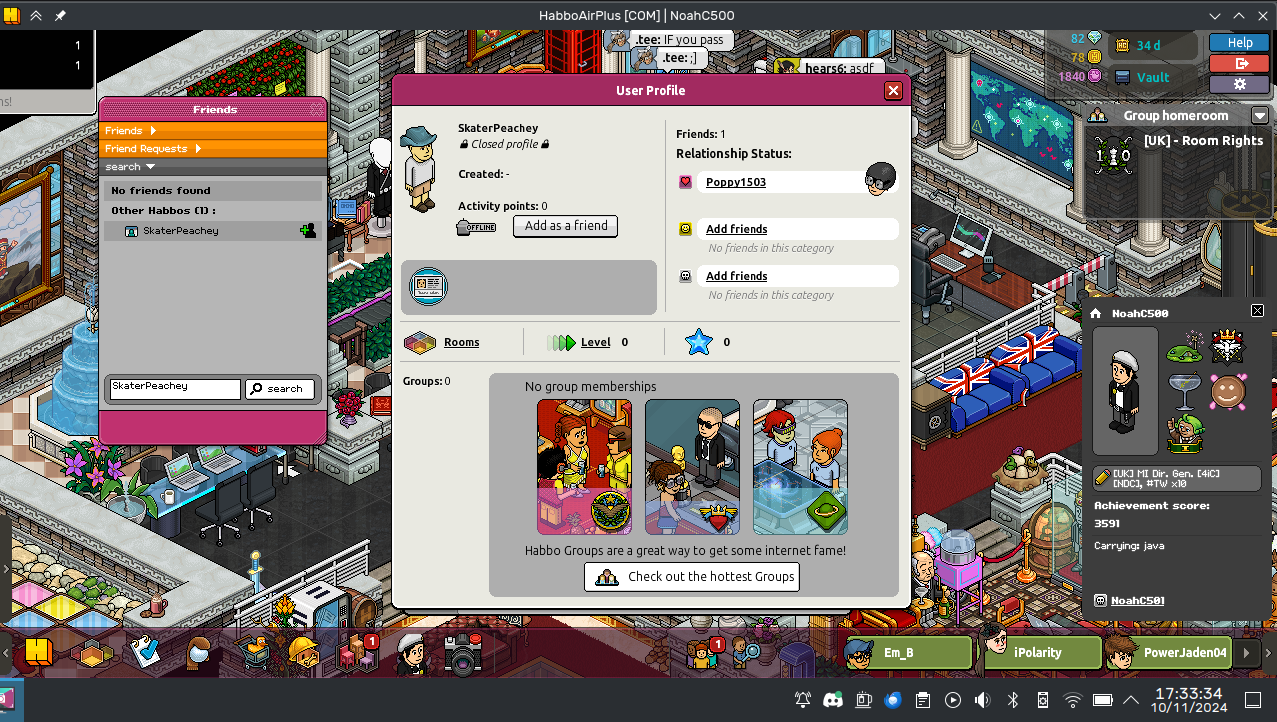 HabboAirPlus [COM] | NoahC500
1
1
ns!
.tee: IF you pass
.tee: ;]
hears6: asdf
82
78
1840
34 d
Vault
Help
Group homeroom
[UK] - Room Rights
1 0
Friends
Friends
Friend Requests
search
No friends found
Other Habbos (1) :
SkaterPeachey
SkaterPeachey
search
User Profile
SkaterPeachey
Closed profile
Created: -
Activity points: 0
OFFLINE
Add as a friend
Friends: 1
Relationship Status:
Poppy1503
Add friends
No friends in this category
Add friends
No friends in this category
Rooms
Level 0
0
Groups: 0
No group memberships
Habbo Groups are a great way to get some internet fame!
Check out the hottest Groups
NoahC500
[UK] MI Dir. Gen. [4iC]
[NDC], #TW x10
Achievement score:
3591
Carrying: java
NoahC501
1
1
Em_B
iPolarity
PowerJaden04
17:33:34
10/11/2024